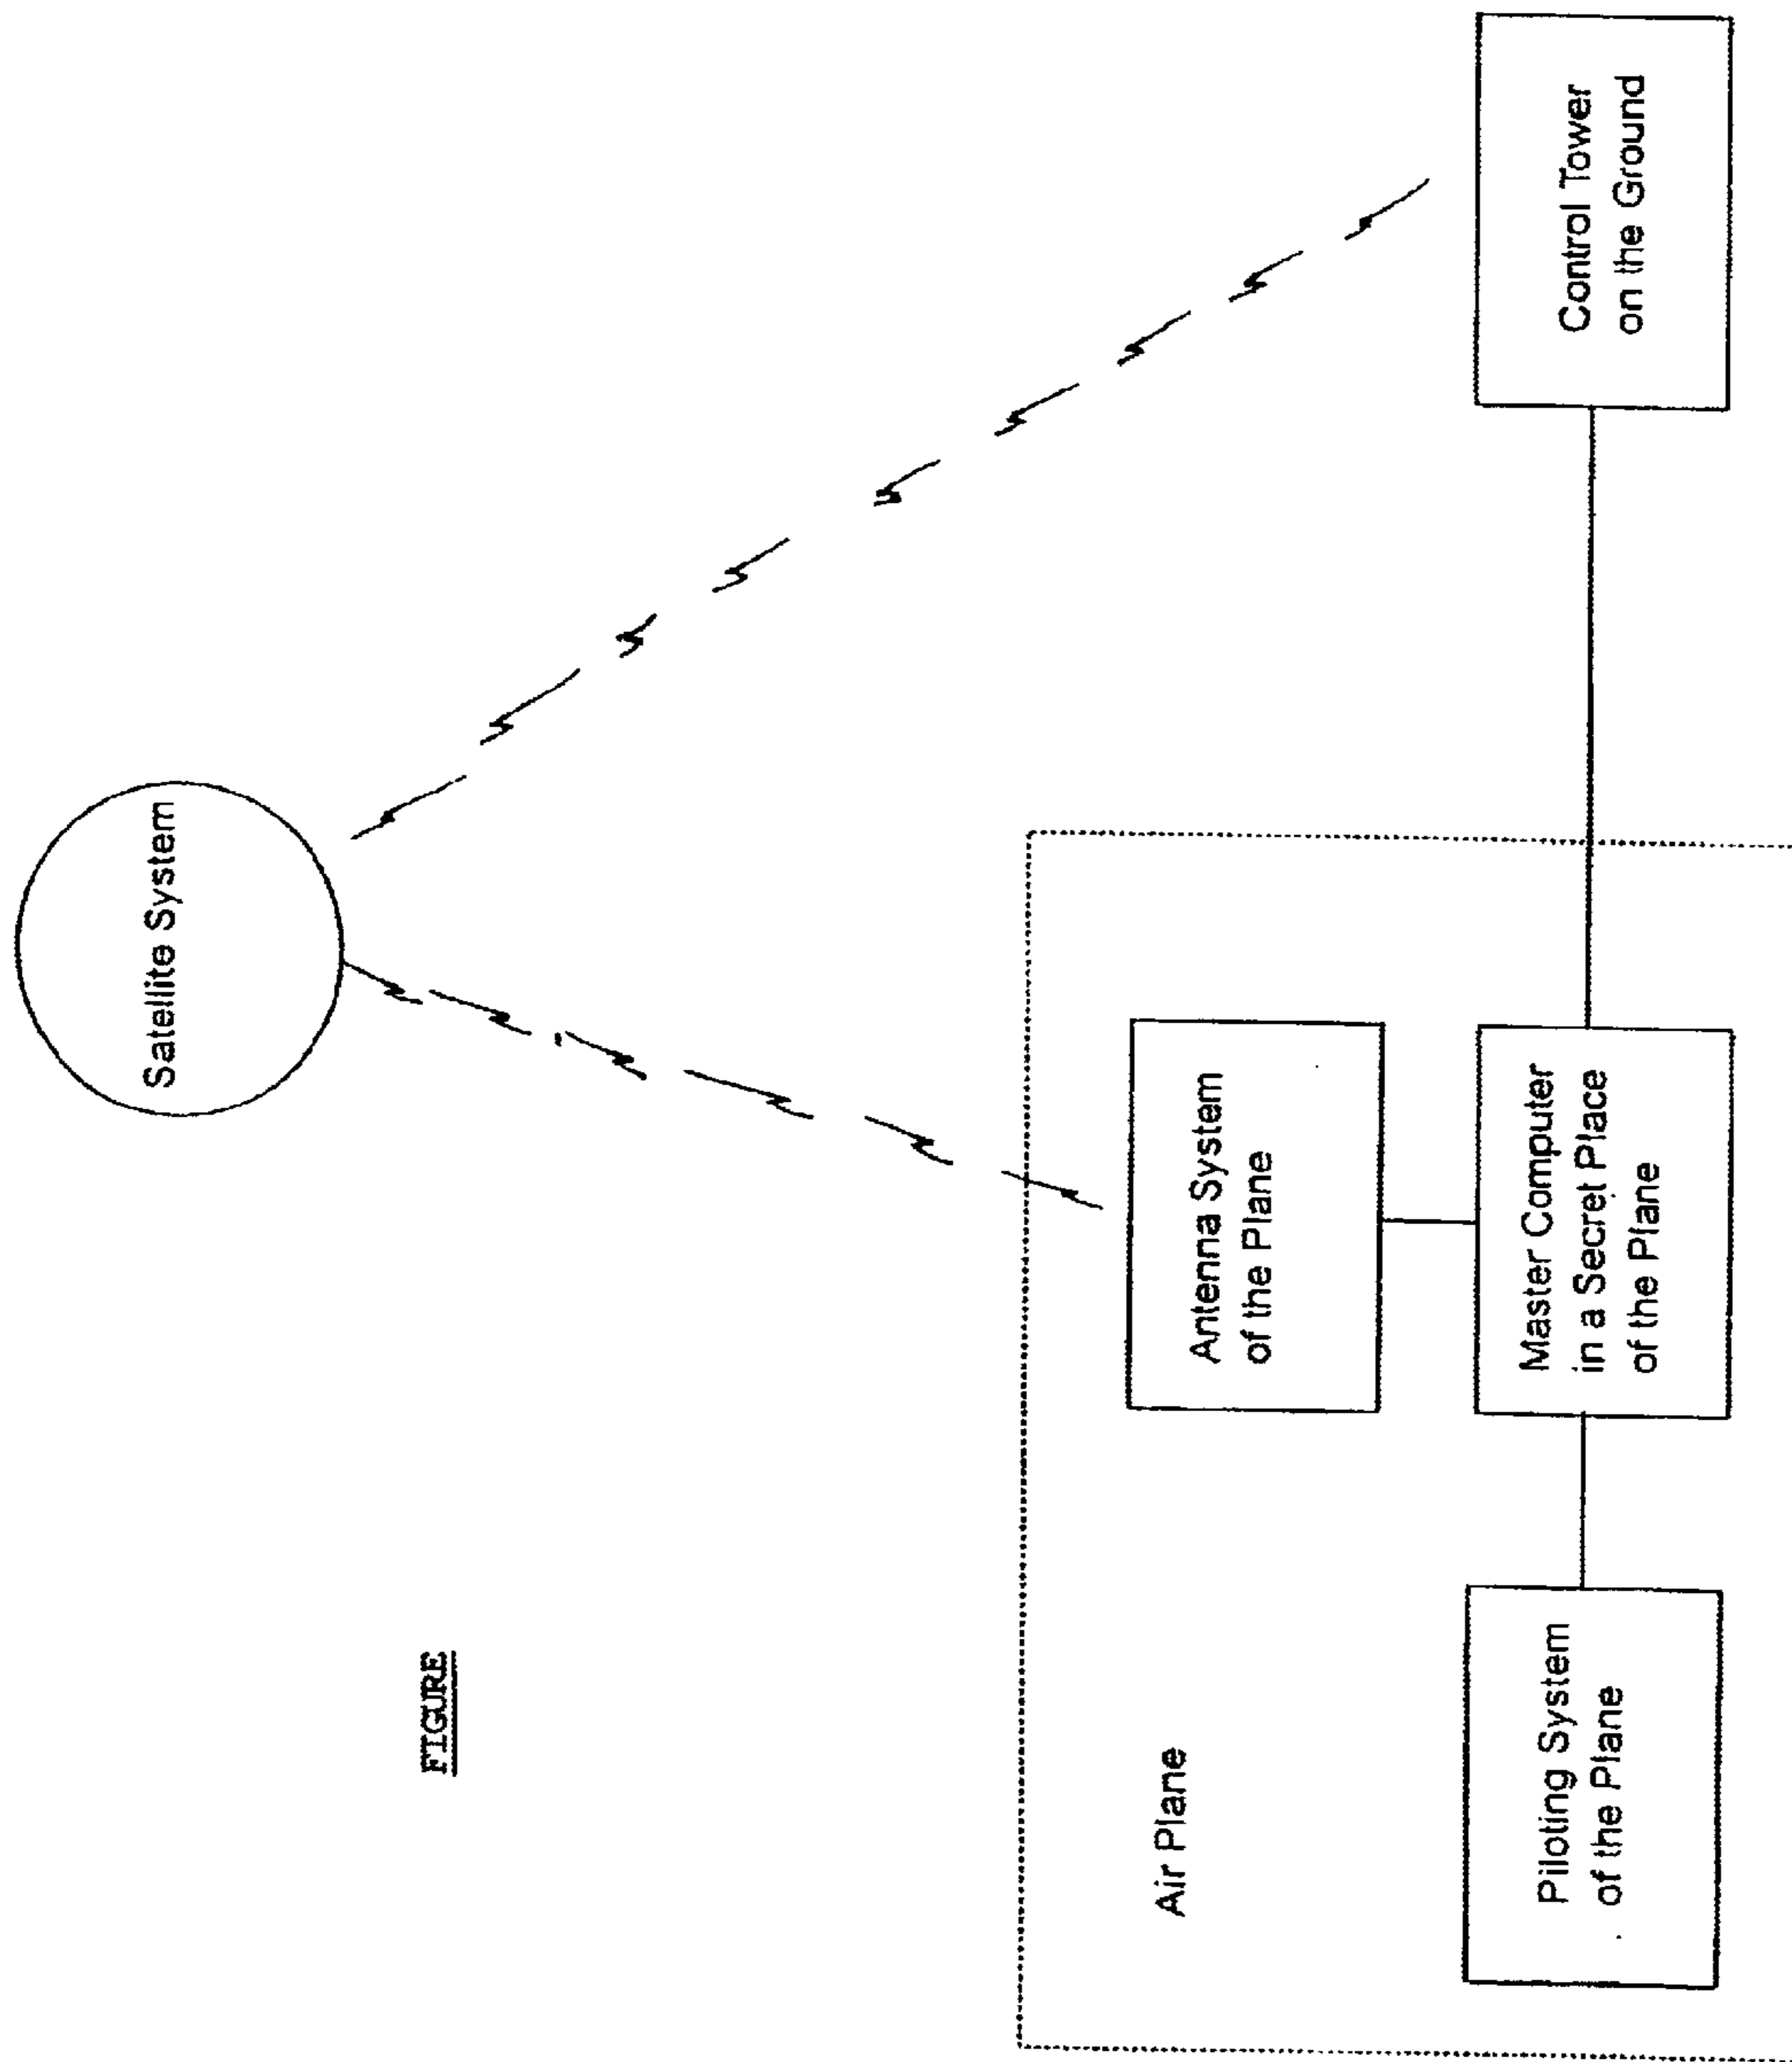 FIGURE
Satellite System
Air Plane
Antenna System
of the Plane
Piloting System
of the Plane
Master Computer
in a Secret Place
of the Plane
Control Tower
on the Ground